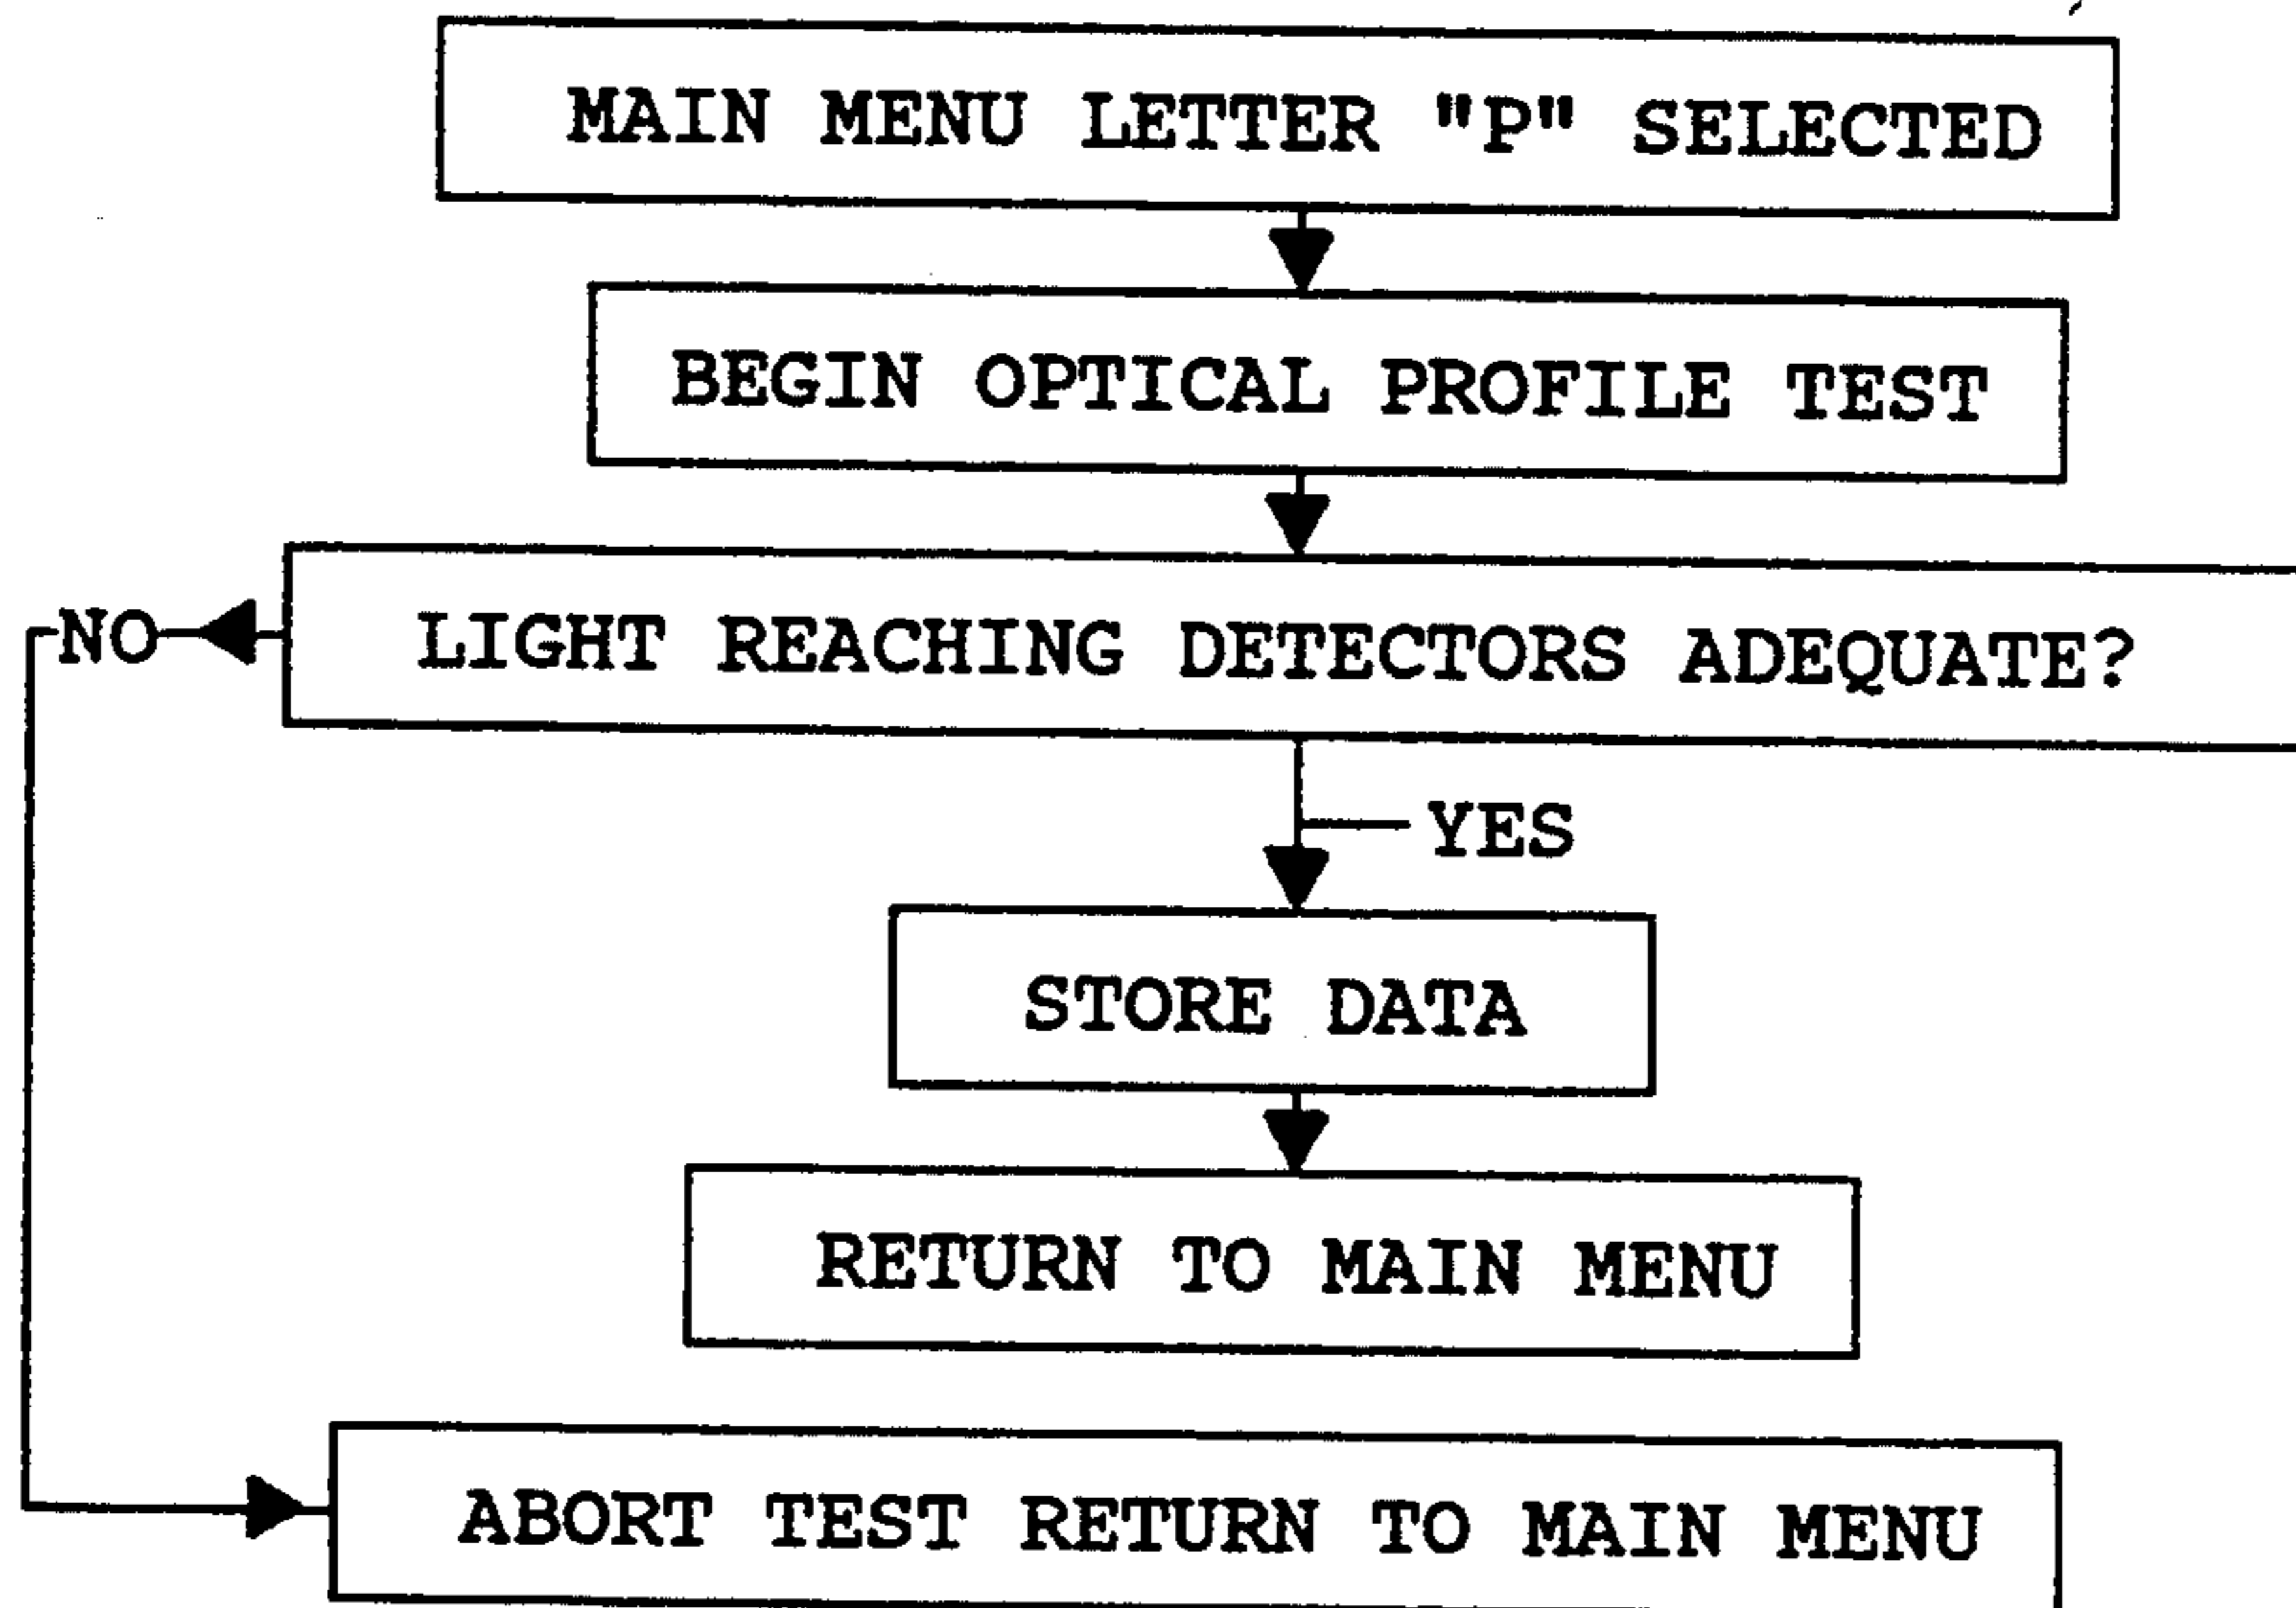 MAIN MENU LETTER "P" SELECTED
BEGIN OPTICAL PROFILE TEST
NO
LIGHT REACHING DETECTORS ADEQUATE?
YES
STORE DATA
RETURN TO MAIN MENU
ABORT TEST RETURN TO MAIN MENU